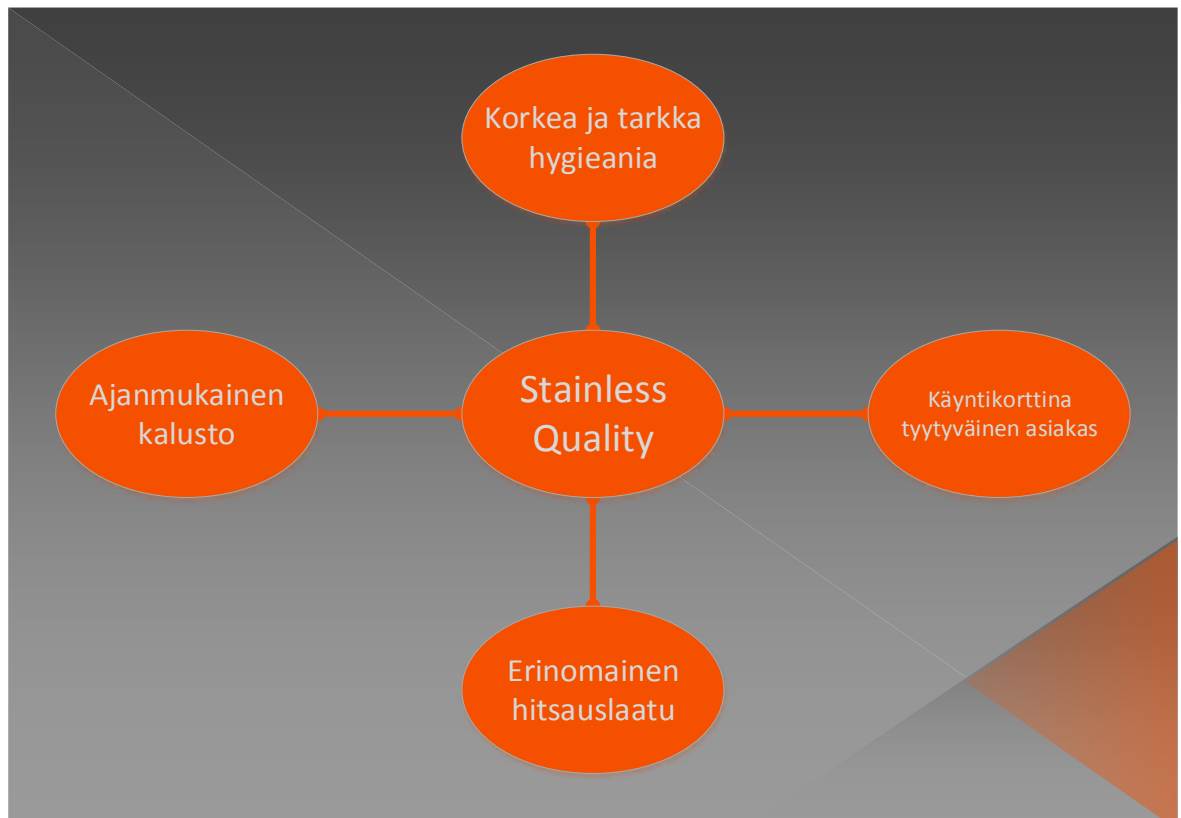 Korkea ja tarkka
hygieania
Ajanmukainen
kalusto
Stainless
Quality
Käyntikorttina
tyytyväinen asiakas
Erinomainen
hitsauslaatu